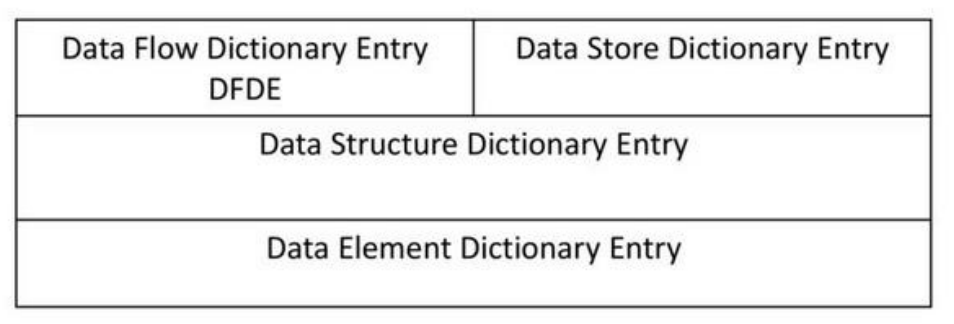 Data Flow Dictionary Entry
DFDE
Data Store Dictionary Entry
Data Structure Dictionary Entry
Data Element Dictionary Entry